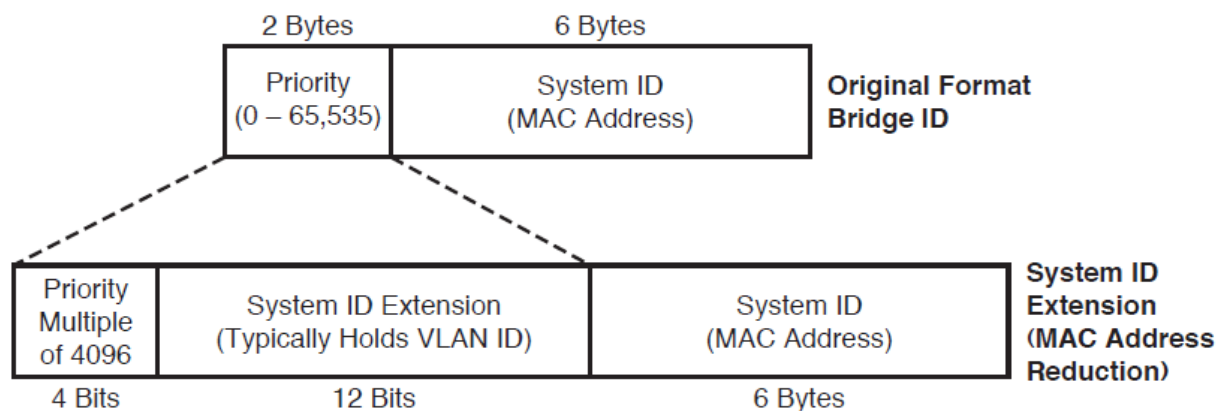 2 Bytes
6 Bytes
Priority
(0 – 65,535)
System ID
(MAC Address)
Original Format
Bridge ID
Priority
Multiple
of 4096
System ID Extension
(Typically Holds VLAN ID)
System ID
(MAC Address)
System ID
Extension
(MAC Address
Reduction)
4 Bits
12 Bits
6 Bytes